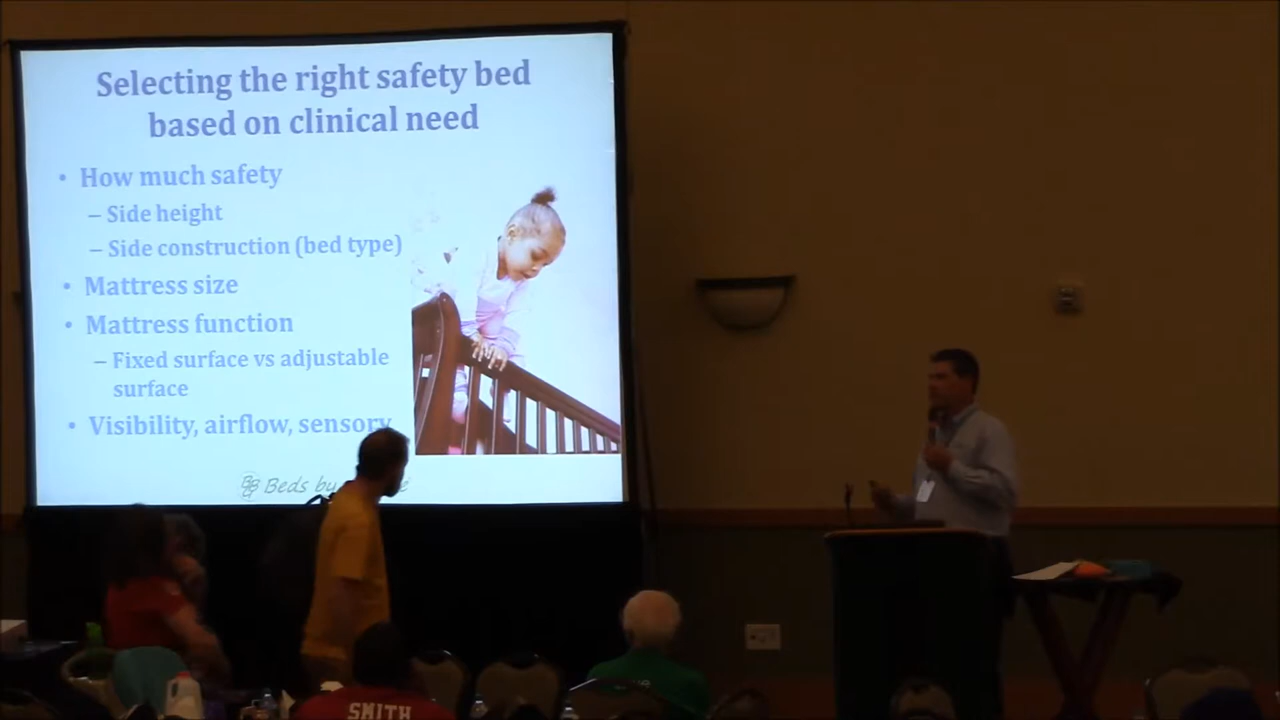 Selecting the right safety bed
based on clinical need
• How much safety
– Side height
– Side construction (bed type)
• Mattress size
• Mattress function
– Fixed surface vs adjustable
surface
• Visibility, airflow, sensory
Beds by
SMITH